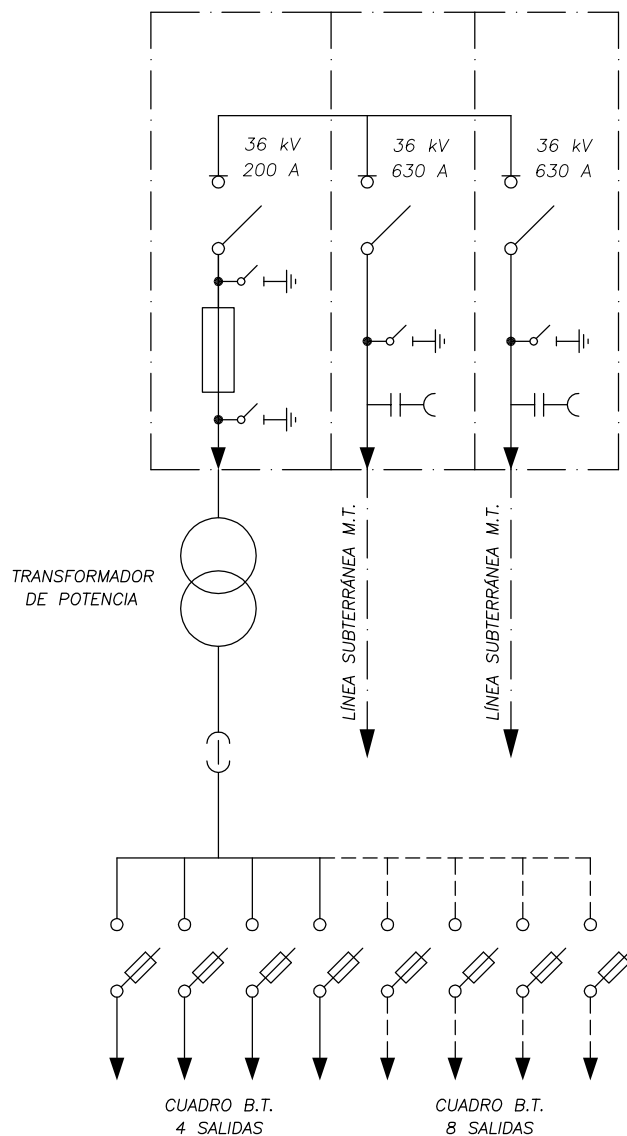 36 kV
200 A
36 kV
630 A
36 kV
630 A
TRANSFORMADOR
DE POTENCIA
LÍNEA SUBTERRÁNEA M.T.
LÍNEA SUBTERRÁNEA M.T.
CUADRO B.T.
4 SALIDAS
CUADRO B.T.
8 SALIDAS